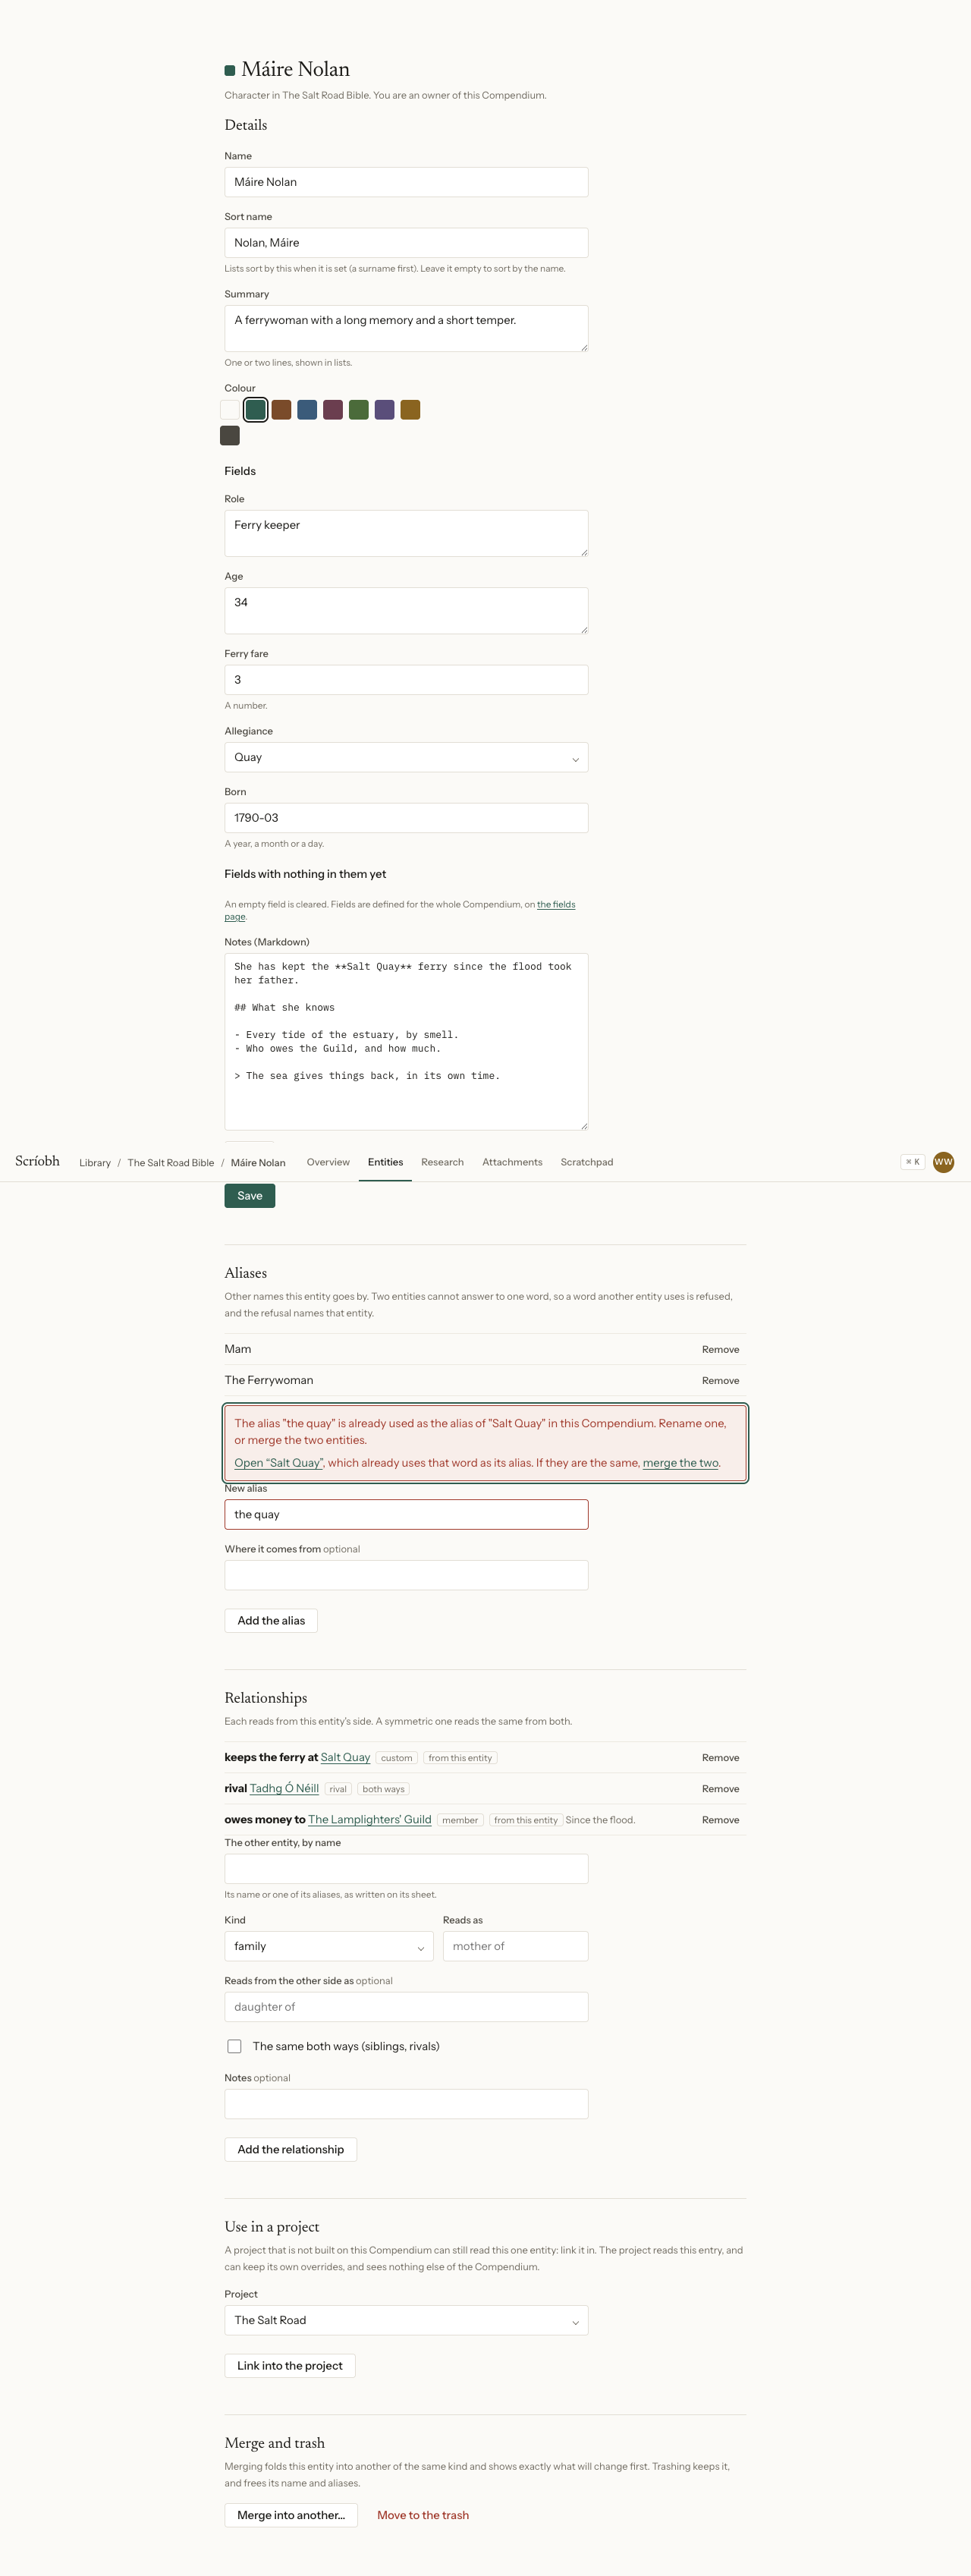 Máire Nolan
Character in The Salt Road Bible. You are an owner of this Compendium.
Details
Name
Máire Nolan
Sort name
Nolan, Máire
Lists sort by this when it is set (a surname first). Leave it empty to sort by the name.
Summary
A ferrywoman with a long memory and a short temper.
One or two lines, shown in lists.
Colour
Fields
Role
Ferry keeper
Age
34
Ferry fare
3
A number.
Allegiance
Quay
Born
1790-03
A year, a month or a day.
Fields with nothing in them yet
An empty field is cleared. Fields are defined for the whole Compendium, on the fields
page.
Notes (Markdown)
She has kept the **Salt Quay** ferry since the flood took
her father.
## What she knows
- Every tide of the estuary, by smell.
- Who owes the Guild, and how much.
> The sea gives things back, in its own time.
Scríobh Library / The Salt Road Bible / Máire Nolan Overview Entities Research Attachments Scratchpad ⌘ K WW
Save
Aliases
Other names this entity goes by. Two entities cannot answer to one word, so a word another entity uses is refused,
and the refusal names that entity.
Mam Remove
The Ferrywoman Remove
The alias "the quay" is already used as the alias of "Salt Quay" in this Compendium. Rename one,
or merge the two entities.
Open “Salt Quay”, which already uses that word as its alias. If they are the same, merge the two.
New alias
the quay
Where it comes from optional
Add the alias
Relationships
Each reads from this entity's side. A symmetric one reads the same from both.
keeps the ferry at Salt Quay custom from this entity Remove
rival Tadhg Ó Néill rival both ways Remove
owes money to The Lamplighters' Guild member from this entity Since the flood. Remove
The other entity, by name
Its name or one of its aliases, as written on its sheet.
Kind Reads as
family mother of
Reads from the other side as optional
daughter of
The same both ways (siblings, rivals)
Notes optional
Add the relationship
Use in a project
A project that is not built on this Compendium can still read this one entity: link it in. The project reads this entry, and
can keep its own overrides, and sees nothing else of the Compendium.
Project
The Salt Road
Link into the project
Merge and trash
Merging folds this entity into another of the same kind and shows exactly what will change first. Trashing keeps it,
and frees its name and aliases.
Merge into another… Move to the trash